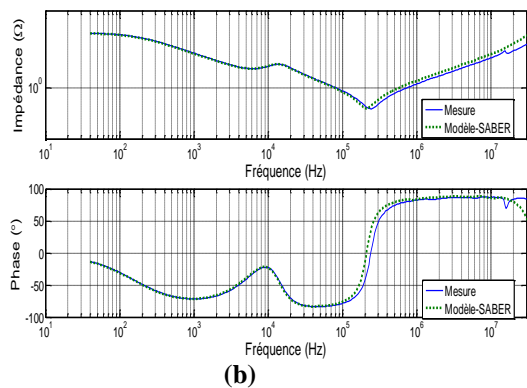 Impédance (Ω)
10⁰
Mesure
Modèle-SABER
10¹ 10² 10³ 10⁴ 10⁵ 10⁶ 10⁷
Fréquence (Hz)
Phase (°)
100
50
0
-50
-100
Mesure
Modèle-SABER
10¹ 10² 10³ 10⁴ 10⁵ 10⁶ 10⁷
Fréquence (Hz)
(b)